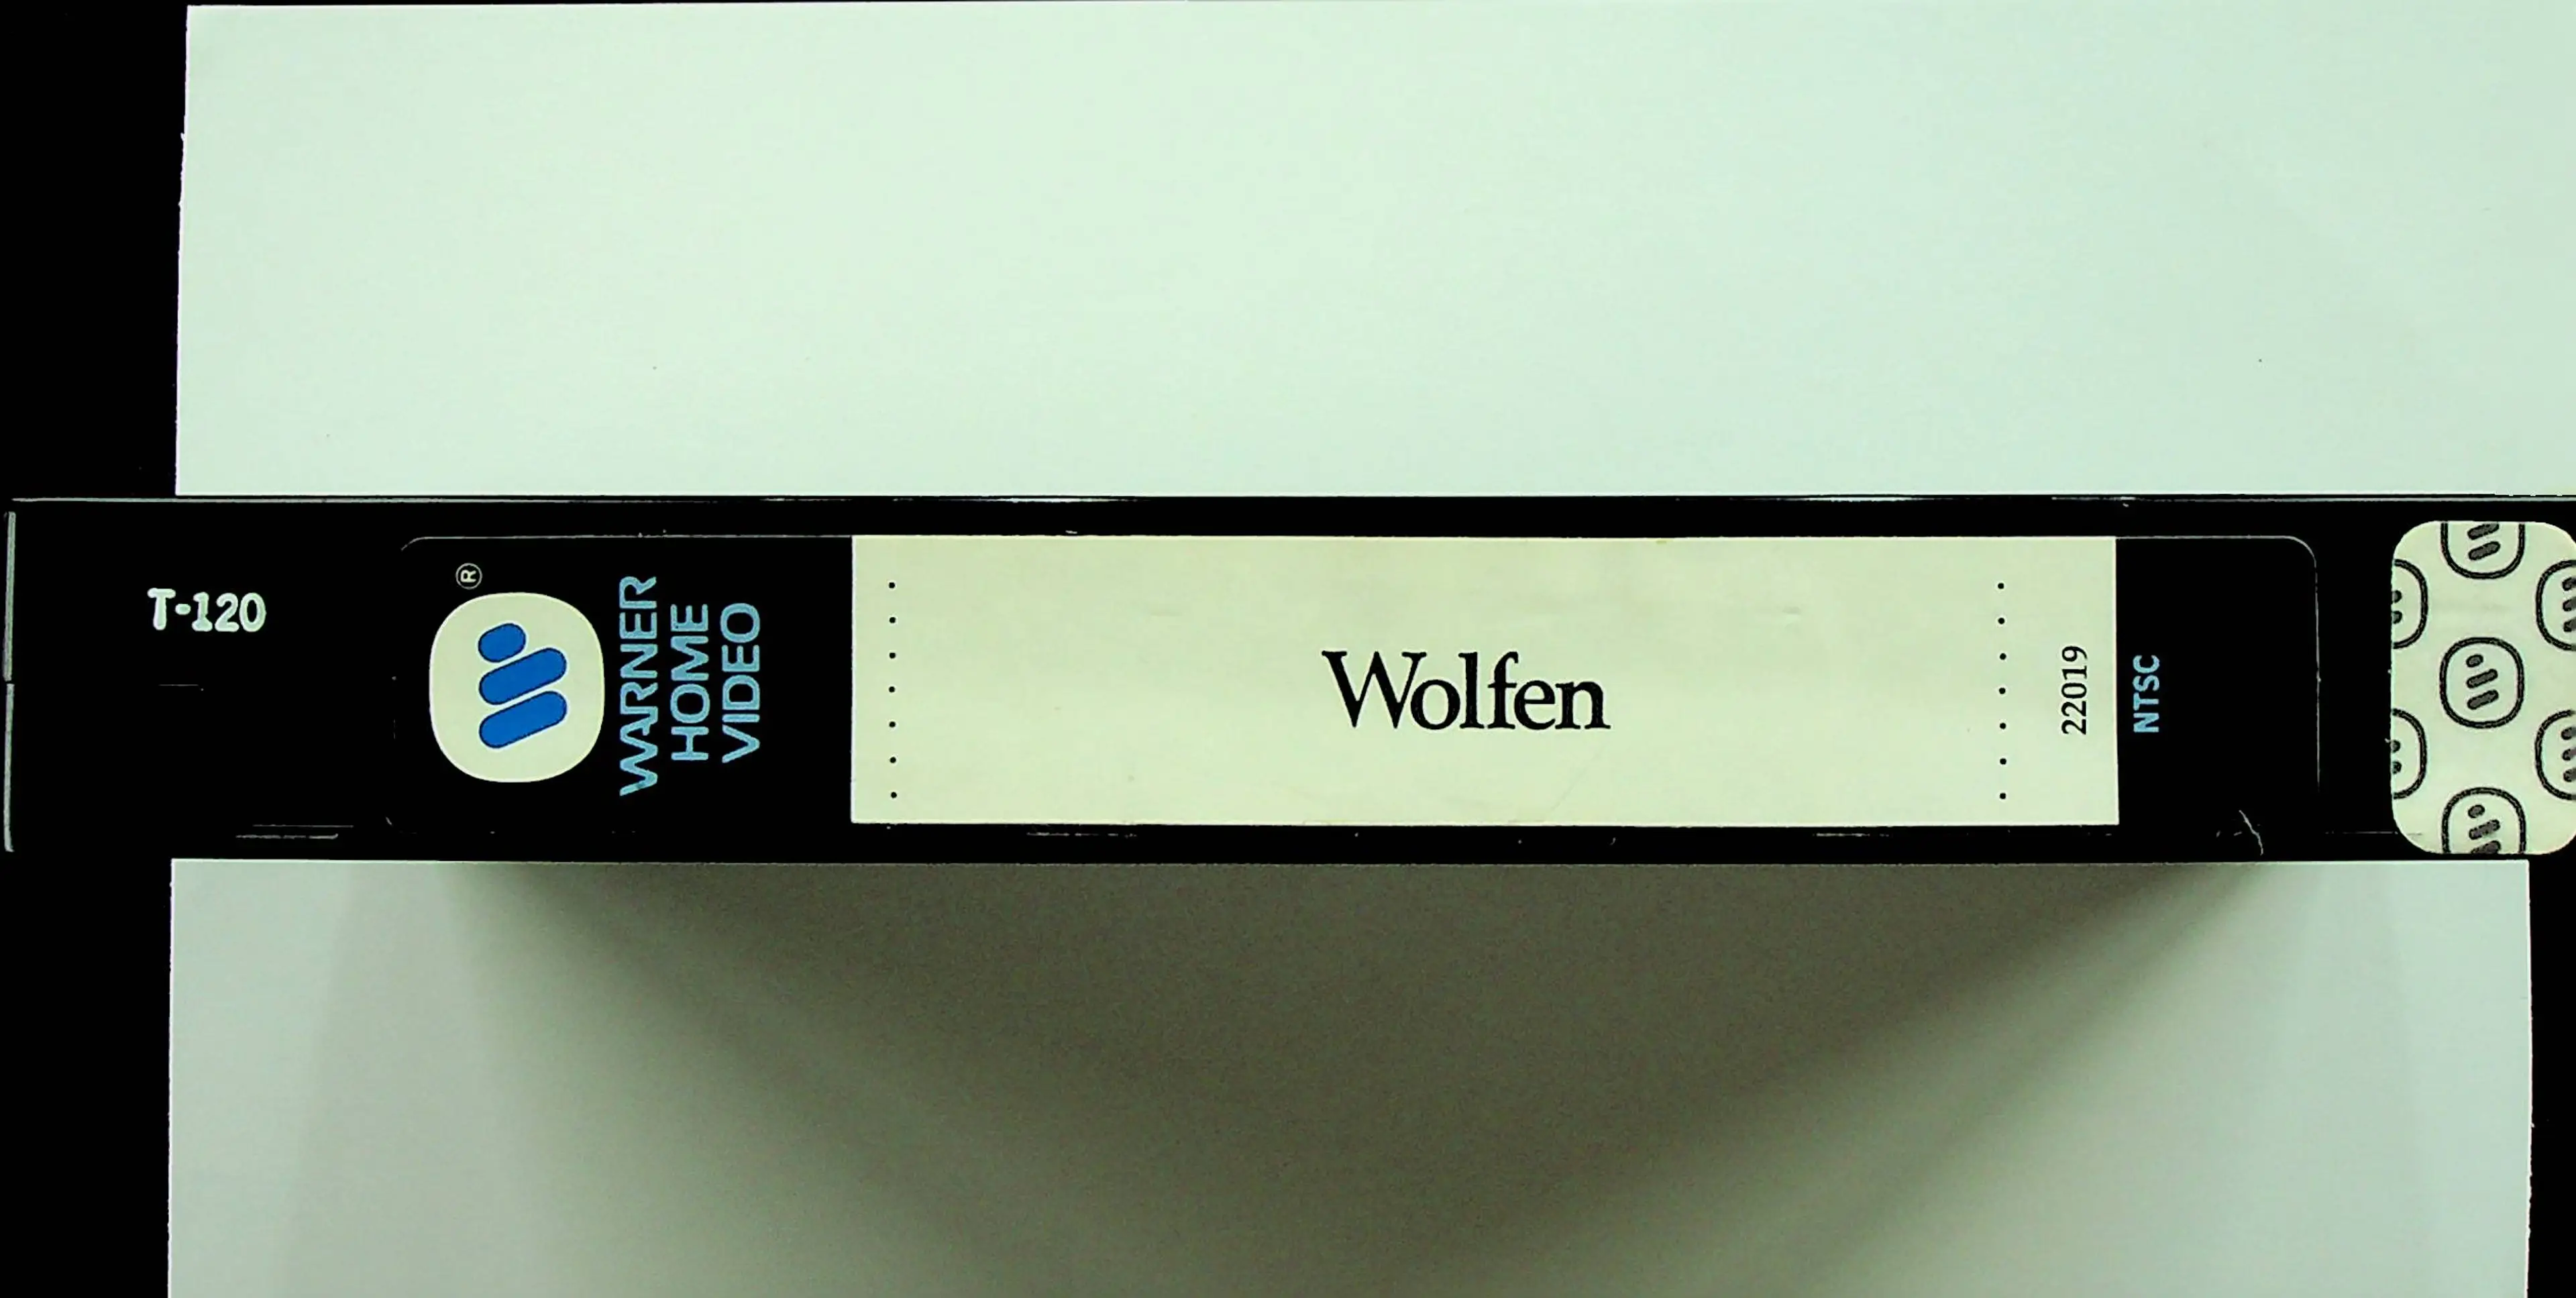 T-120
®
WARNER
HOME
VIDEO
Wolfen
22019
NTSC